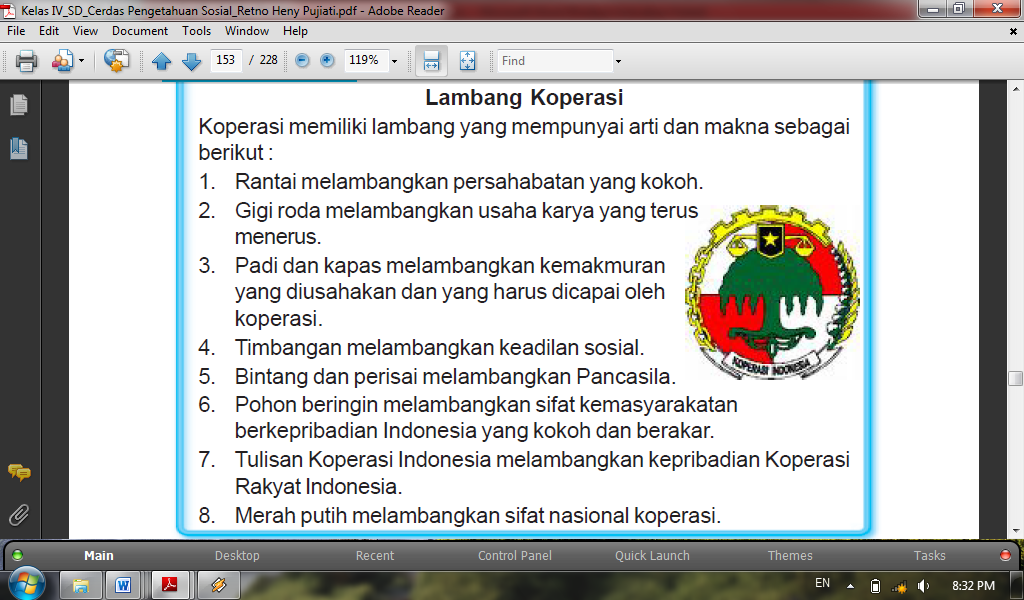 Kelas IV_SD_Cerdas Pengetahuan Sosial_Retno Heny Pujiati.pdf - Adobe Reader
File Edit View Document Tools Window Help
153 / 228 119% Find
Lambang Koperasi
Koperasi memiliki lambang yang mempunyai arti dan makna sebagai
berikut :
1. Rantai melambangkan persahabatan yang kokoh.
2. Gigi roda melambangkan usaha karya yang terus
menerus.
3. Padi dan kapas melambangkan kemakmuran
yang diusahakan dan yang harus dicapai oleh
koperasi.
4. Timbangan melambangkan keadilan sosial.
5. Bintang dan perisai melambangkan Pancasila.
KOPERASI INDONESIA
6. Pohon beringin melambangkan sifat kemasyarakatan
berkepribadian Indonesia yang kokoh dan berakar.
7. Tulisan Koperasi Indonesia melambangkan kepribadian Koperasi
Rakyat Indonesia.
8. Merah putih melambangkan sifat nasional koperasi.
Main Desktop Recent Control Panel Quick Launch Themes Tasks
EN 8:32 PM